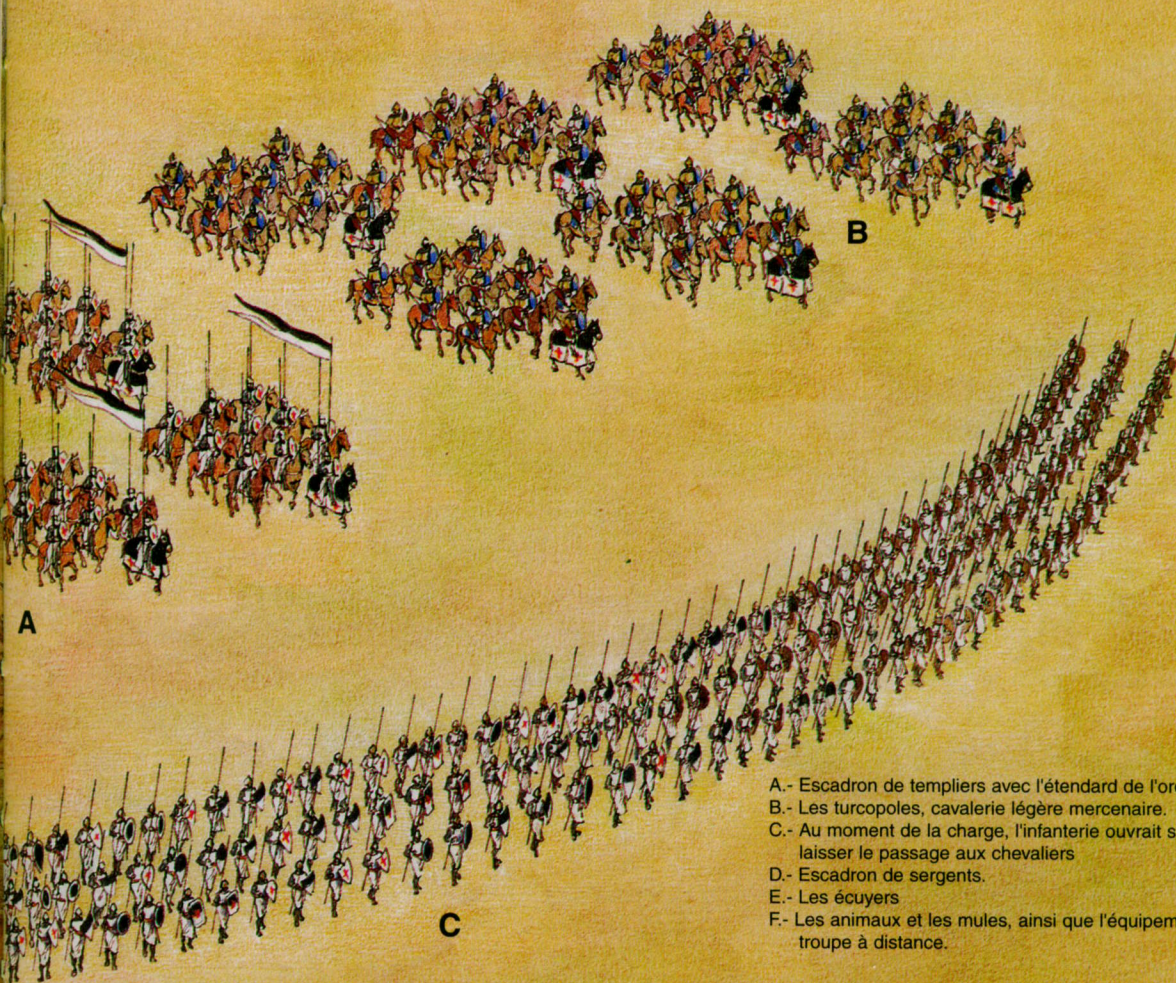 B
A
C
A.- Escadron de templiers avec l'étendard de l'or
B.- Les turcopoles, cavalerie légère mercenaire.
C.- Au moment de la charge, l'infanterie ouvrait s
laisser le passage aux chevaliers
D.- Escadron de sergents.
E.- Les écuyers
F.- Les animaux et les mules, ainsi que l'équipem
troupe à distance.